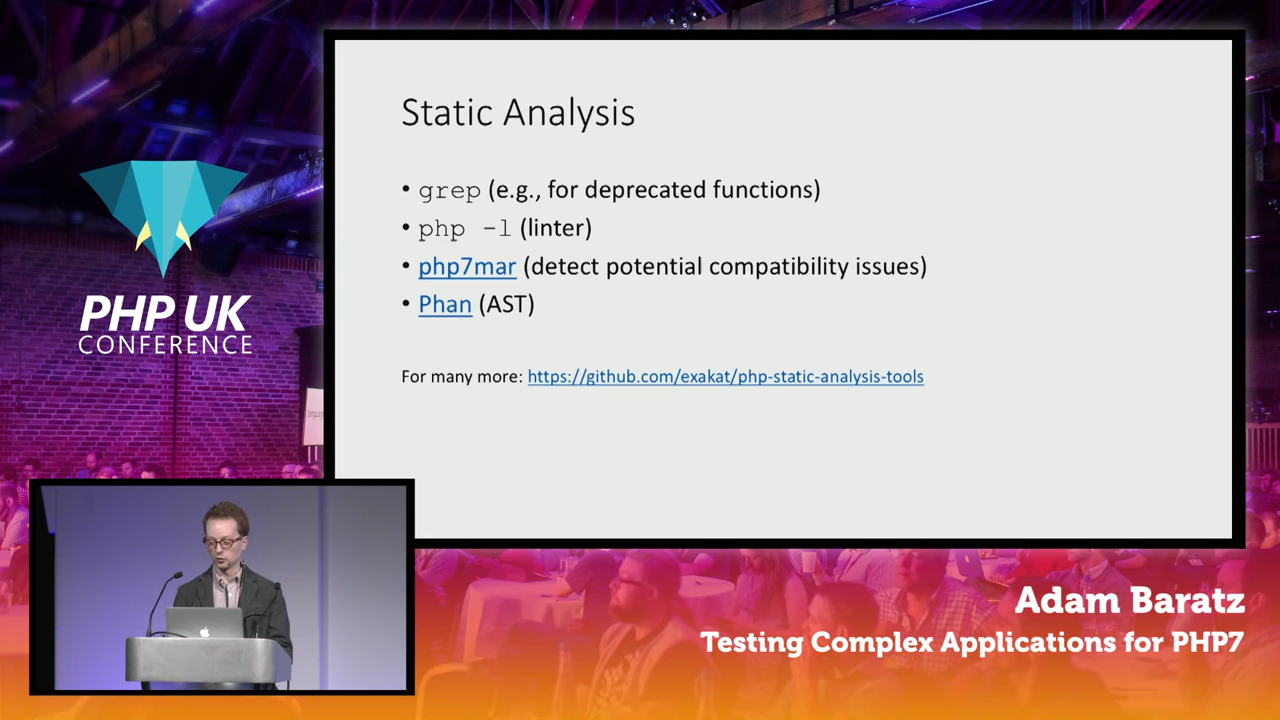 Static Analysis
• grep (e.g., for deprecated functions)
• php -l (linter)
• php7mar (detect potential compatibility issues)
• Phan (AST)
For many more: https://github.com/exakat/php-static-analysis-tools
PHP UK
CONFERENCE
Adam Baratz
Testing Complex Applications for PHP7